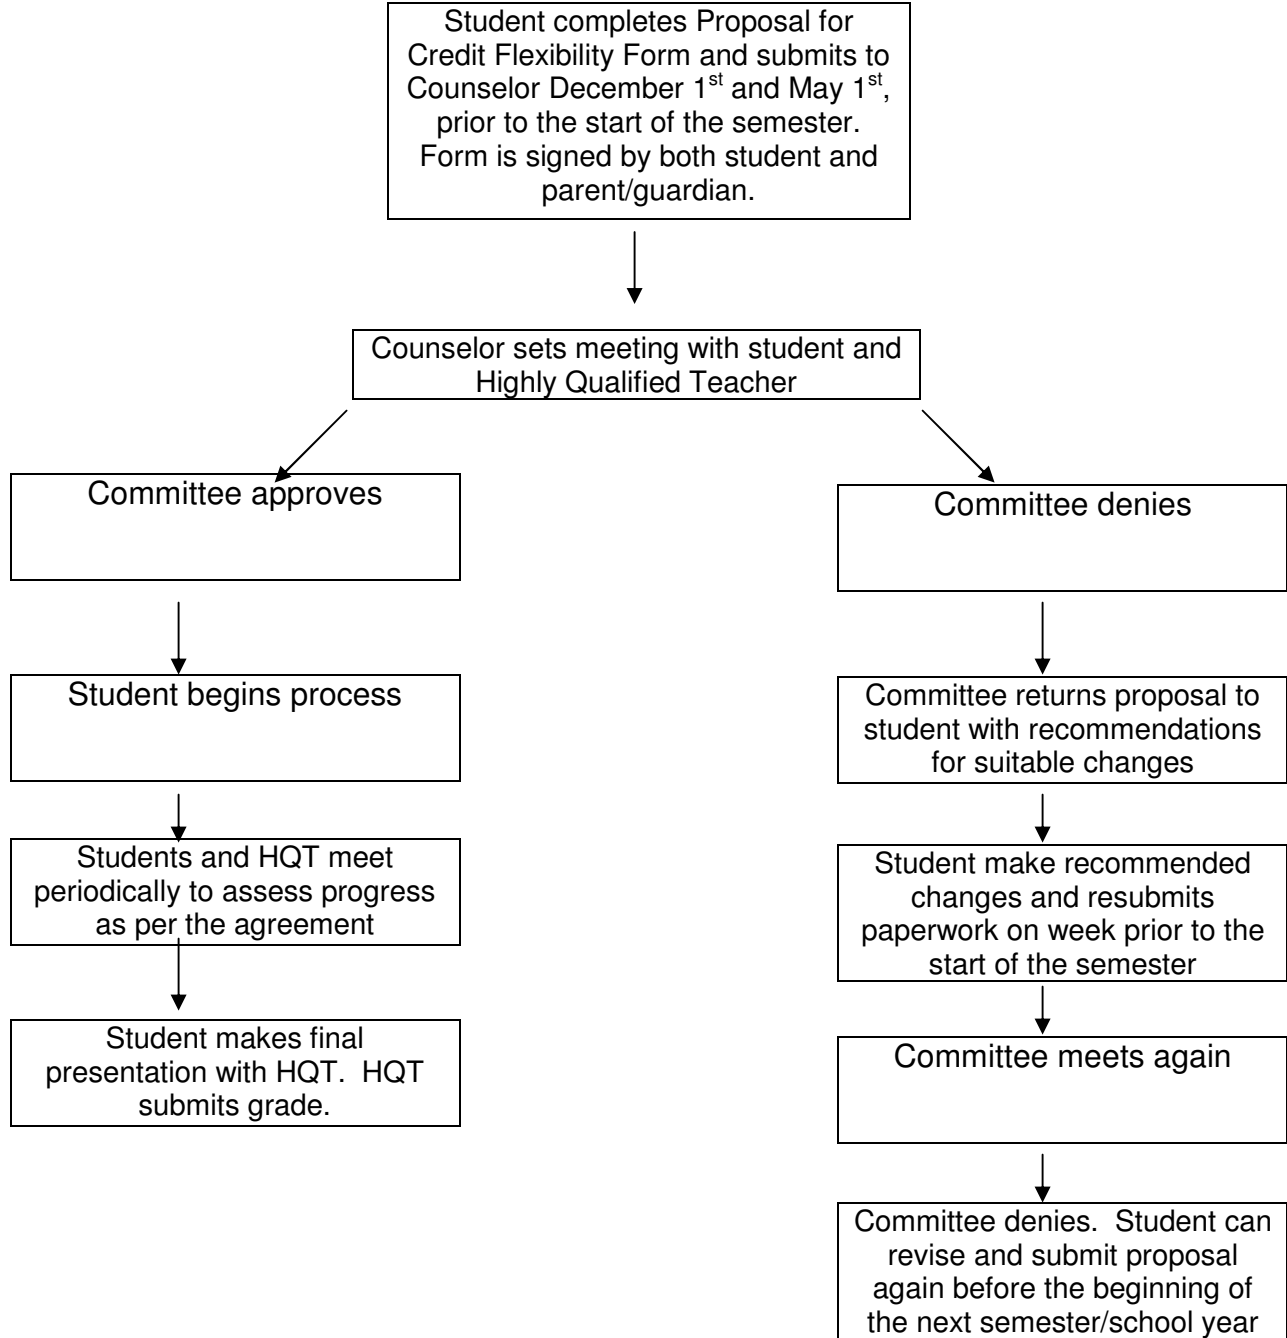 Student completes Proposal for
Credit Flexibility Form and submits to
Counselor December 1st and May 1st,
prior to the start of the semester.
Form is signed by both student and
parent/guardian.
Counselor sets meeting with student and
Highly Qualified Teacher
Committee approves
Student begins process
Students and HQT meet
periodically to assess progress
as per the agreement
Student makes final
presentation with HQT.  HQT
submits grade.
Committee denies
Committee returns proposal to
student with recommendations
for suitable changes
Student make recommended
changes and resubmits
paperwork on week prior to the
start of the semester
Committee meets again
Committee denies.  Student can
revise and submit proposal
again before the beginning of
the next semester/school year